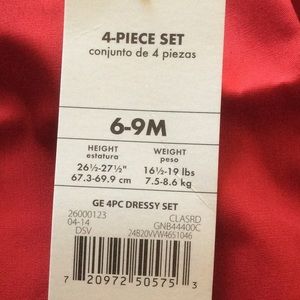 4-PIECE SET
conjunto de 4 piezas
6-9M
HEIGHT WEIGHT
estatura peso
26½-27½" 16½-19 lbs
67.3-69.9 cm 7.5-8.6 kg
GE 4PC DRESSY SET
26000123 CLASRD
04-14 GNB44400C
DSV 24B20VVW4651046
7 20972 50575 3